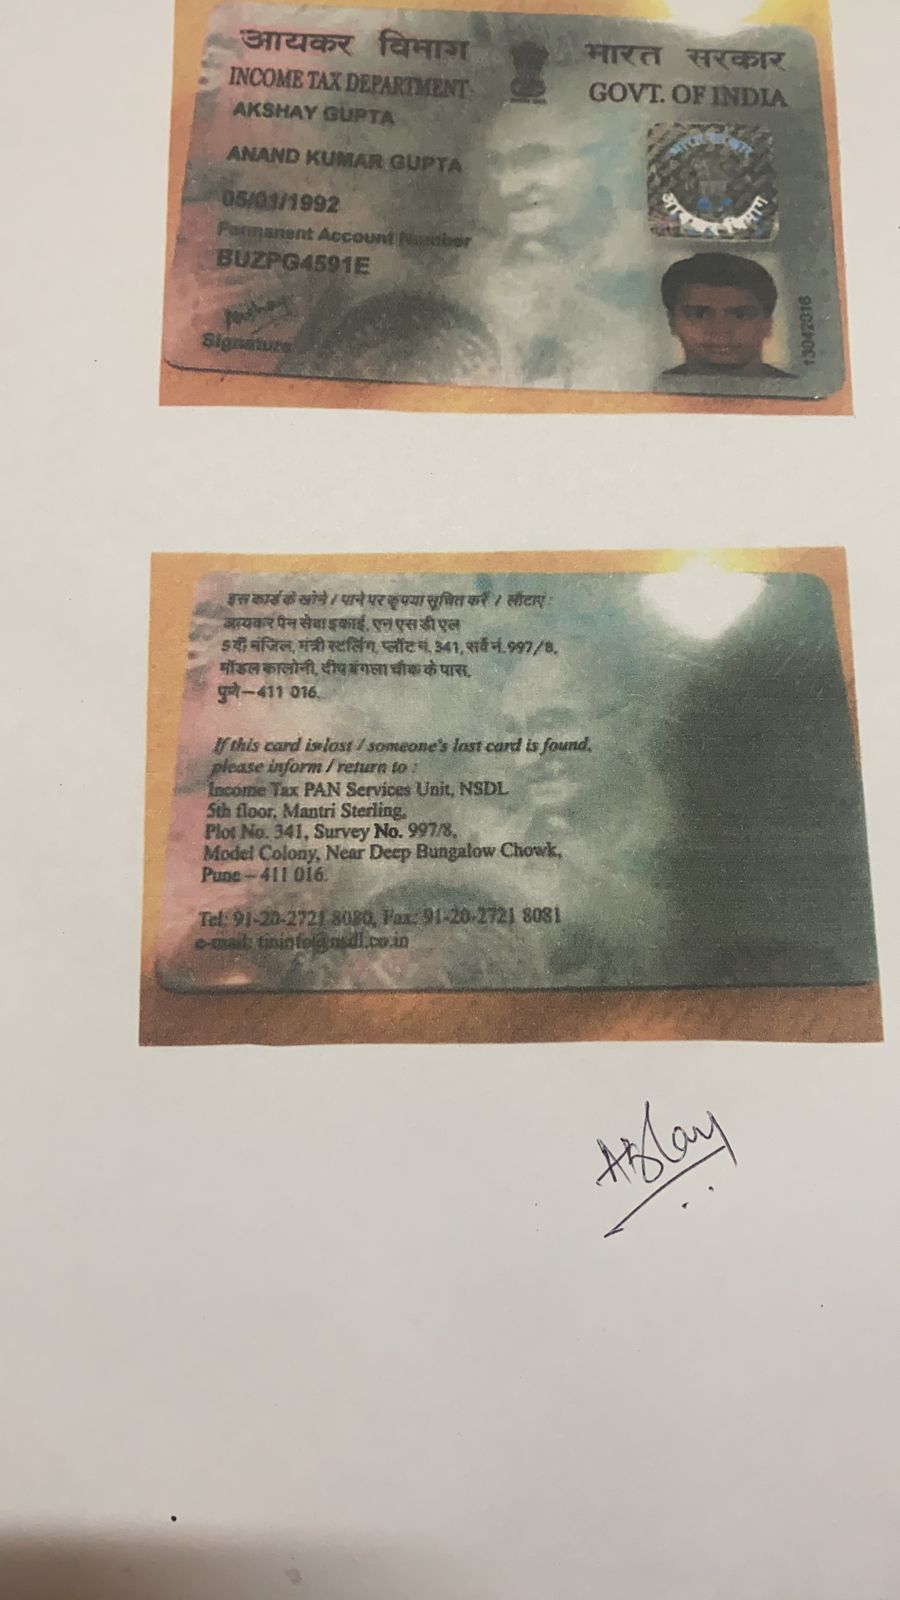 आयकर विभाग
भारत सरकार
INCOME TAX DEPARTMENT
GOVT. OF INDIA
AKSHAY GUPTA
ANAND KUMAR GUPTA
05/01/1992
Permanent Account Number
BUZPG4591E
Signature
13042016
इस कार्ड के खोने / पाने पर कृपया सूचित करें / लौटाएं :
आयकर पैन सेवा इकाई, एन एस डी एल
5वीं मंजिल, मंत्री स्टर्लिंग, प्लॉट नं. 341, सर्वे नं. 997/8,
मॉडल कालोनी, दीप बंगला चौक के पास,
पुणे – 411 016.
If this card is lost / someone's lost card is found,
please inform / return to :
Income Tax PAN Services Unit, NSDL
5th floor, Mantri Sterling,
Plot No. 341, Survey No. 997/8,
Model Colony, Near Deep Bungalow Chowk,
Pune – 411 016.
Tel: 91-20-2721 8080, Fax: 91-20-2721 8081
e-mail: tininfo@nsdl.co.in